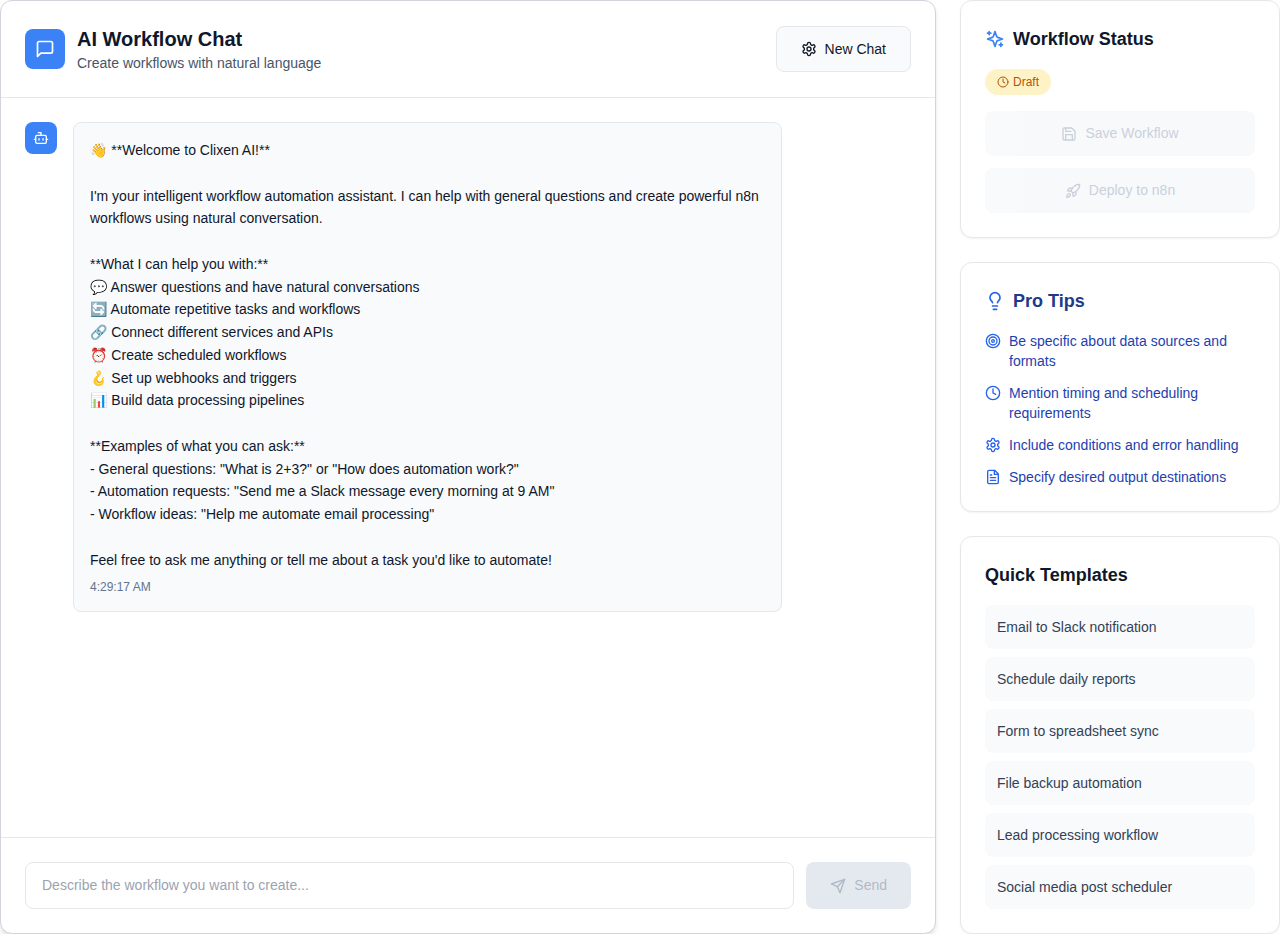 AI Workflow Chat
Create workflows with natural language
New Chat
👋 **Welcome to Clixen AI!**
I'm your intelligent workflow automation assistant. I can help with general questions and create powerful n8n
workflows using natural conversation.
**What I can help you with:**
💬 Answer questions and have natural conversations
🔄 Automate repetitive tasks and workflows
🔗 Connect different services and APIs
⏰ Create scheduled workflows
🪝 Set up webhooks and triggers
📊 Build data processing pipelines
**Examples of what you can ask:**
- General questions: "What is 2+3?" or "How does automation work?"
- Automation requests: "Send me a Slack message every morning at 9 AM"
- Workflow ideas: "Help me automate email processing"
Feel free to ask me anything or tell me about a task you'd like to automate!
4:29:17 AM
Describe the workflow you want to create...
Send
Workflow Status
Draft
Save Workflow
Deploy to n8n
Pro Tips
Be specific about data sources and
formats
Mention timing and scheduling
requirements
Include conditions and error handling
Specify desired output destinations
Quick Templates
Email to Slack notification
Schedule daily reports
Form to spreadsheet sync
File backup automation
Lead processing workflow
Social media post scheduler